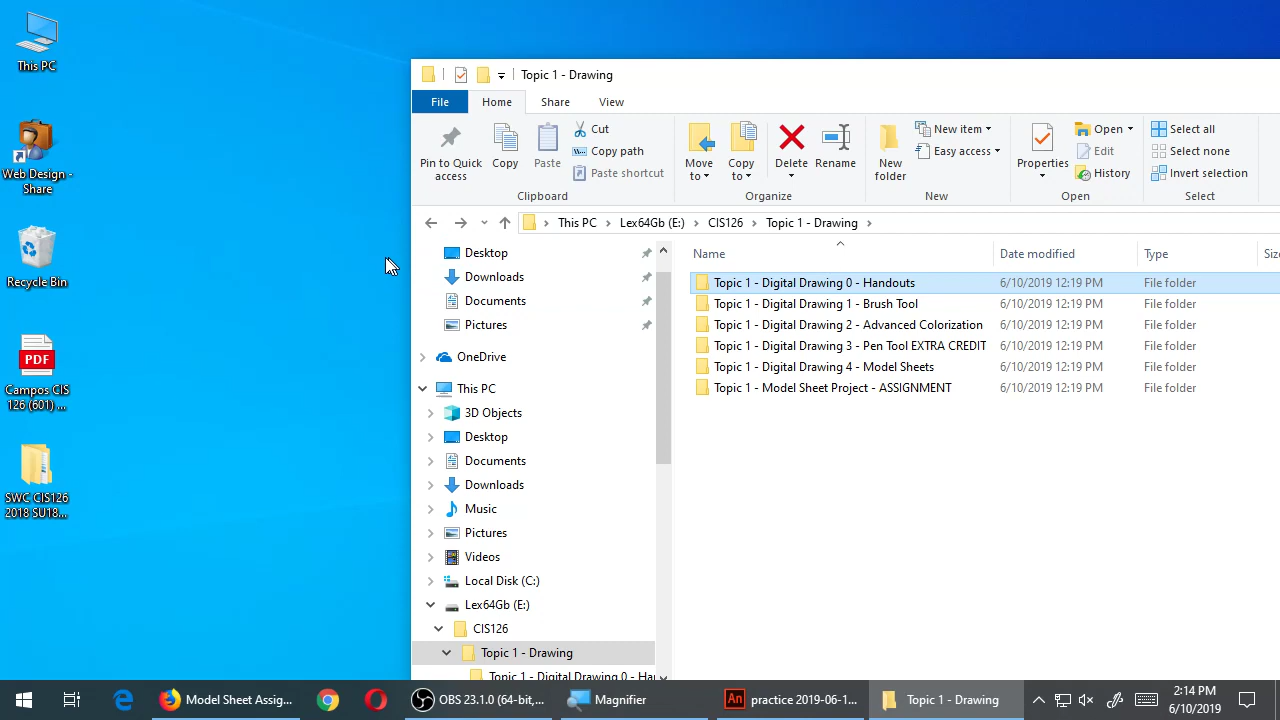 This PC
Web Design -
Share
Recycle Bin
PDF
Campos CIS
126 (601) ...
SWC CIS126
2018 SU18...
Topic 1 - Drawing
File
Home
Share
View
Pin to Quick
access
Copy
Paste
Cut
Copy path
Paste shortcut
Clipboard
Move
to
Copy
to
Delete
Rename
Organize
New
folder
New item
Easy access
New
Properties
Open
Edit
History
Open
Select all
Select none
Invert selection
Select
This PC
Lex64Gb (E:)
CIS126
Topic 1 - Drawing
Desktop
Downloads
Documents
Pictures
OneDrive
This PC
3D Objects
Desktop
Documents
Downloads
Music
Pictures
Videos
Local Disk (C:)
Lex64Gb (E:)
CIS126
Topic 1 - Drawing
Topic 1 - Digital Drawing 0 - Ha
Name Date modified Type Siz
Topic 1 - Digital Drawing 0 - Handouts 6/10/2019 12:19 PM File folder
Topic 1 - Digital Drawing 1 - Brush Tool 6/10/2019 12:19 PM File folder
Topic 1 - Digital Drawing 2 - Advanced Colorization 6/10/2019 12:19 PM File folder
Topic 1 - Digital Drawing 3 - Pen Tool EXTRA CREDIT 6/10/2019 12:19 PM File folder
Topic 1 - Digital Drawing 4 - Model Sheets 6/10/2019 12:19 PM File folder
Topic 1 - Model Sheet Project - ASSIGNMENT 6/10/2019 12:19 PM File folder
Model Sheet Assig...
OBS 23.1.0 (64-bit,...
Magnifier
An
practice 2019-06-1...
Topic 1 - Drawing
2:14 PM
6/10/2019